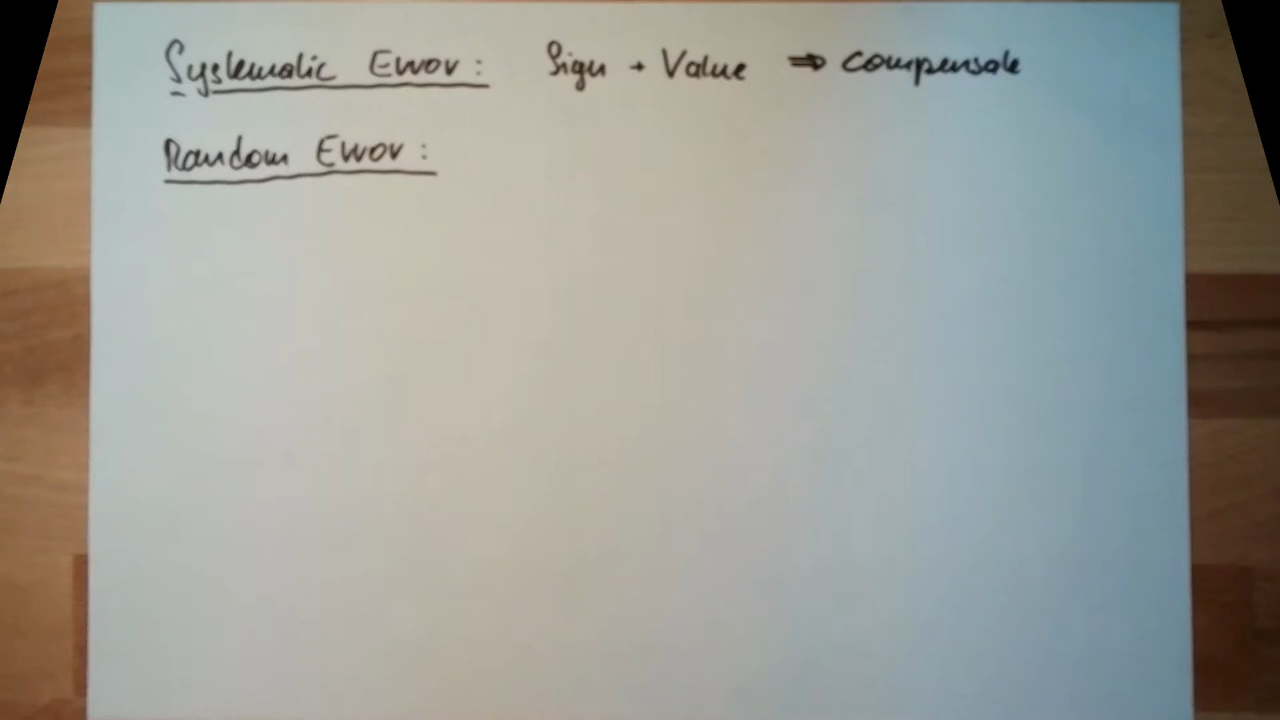 Systematic Error: Sign + Value ⇒ compensate
Random Error: